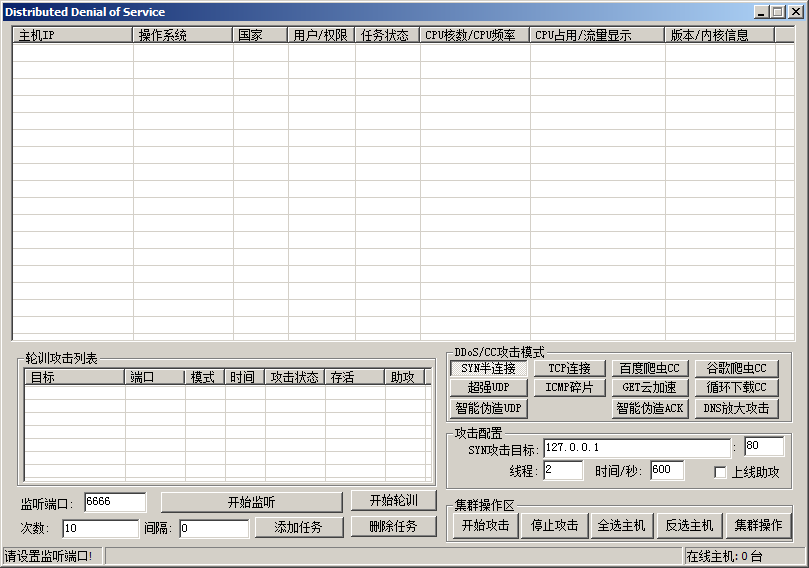 Distributed Denial of Service
主机IP 操作系统 国家 用户/权限 任务状态 CPU核数/CPU频率 CPU占用/流量显示 版本/内核信息
轮训攻击列表
目标 端口 模式 时间 攻击状态 存活 助攻
监听端口: 6666 开始监听 开始轮训
次数: 10 间隔: 0 添加任务 删除任务
DDoS/CC攻击模式
SYN半连接 TCP连接 百度爬虫CC 谷歌爬虫CC
超强UDP ICMP碎片 GET云加速 循环下载CC
智能伪造UDP 智能伪造ACK DNS放大攻击
攻击配置
SYN攻击目标: 127.0.0.1 : 80
线程: 2 时间/秒: 600 上线助攻
集群操作区
开始攻击 停止攻击 全选主机 反选主机 集群操作
请设置监听端口! 在线主机: 0 台